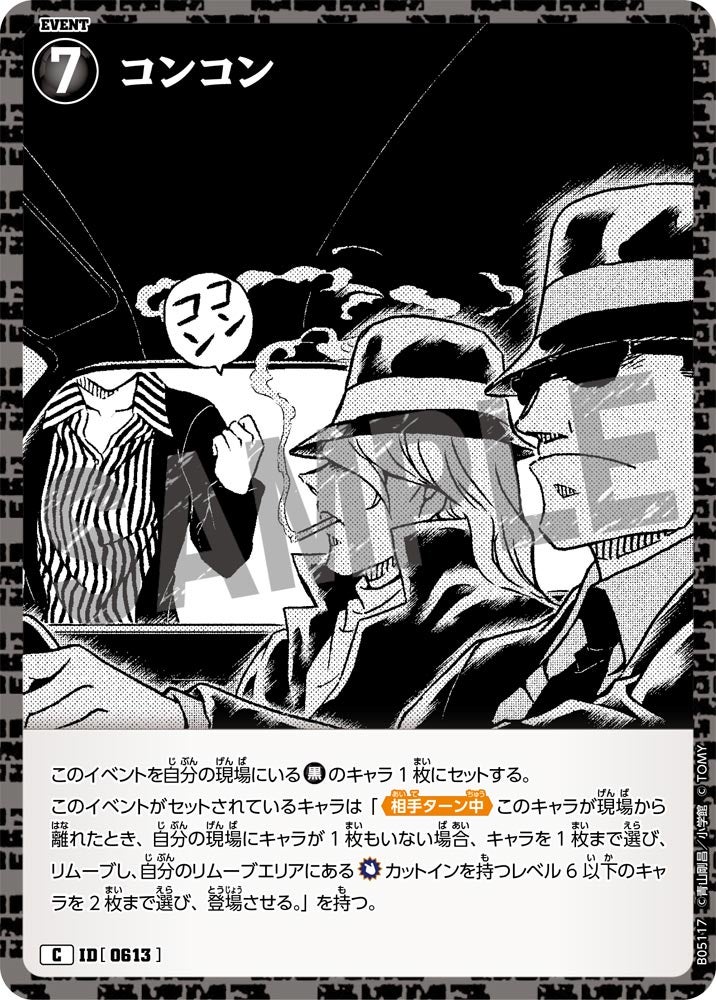 EVENT
7 コンコン
コンコン
SAMPLE
このイベントを自分の現場にいる黒のキャラ1枚にセットする。
このイベントがセットされているキャラは「相手ターン中このキャラが現場から
離れたとき、自分の現場にキャラが1枚もいない場合、キャラを1枚まで選び、
リムーブし、自分のリムーブエリアにあるカットインを持つレベル6以下のキャ
ラを2枚まで選び、登場させる。」を持つ。
C ID[ 0613 ]
B05117 ©青山剛昌/小学館 © TOMY